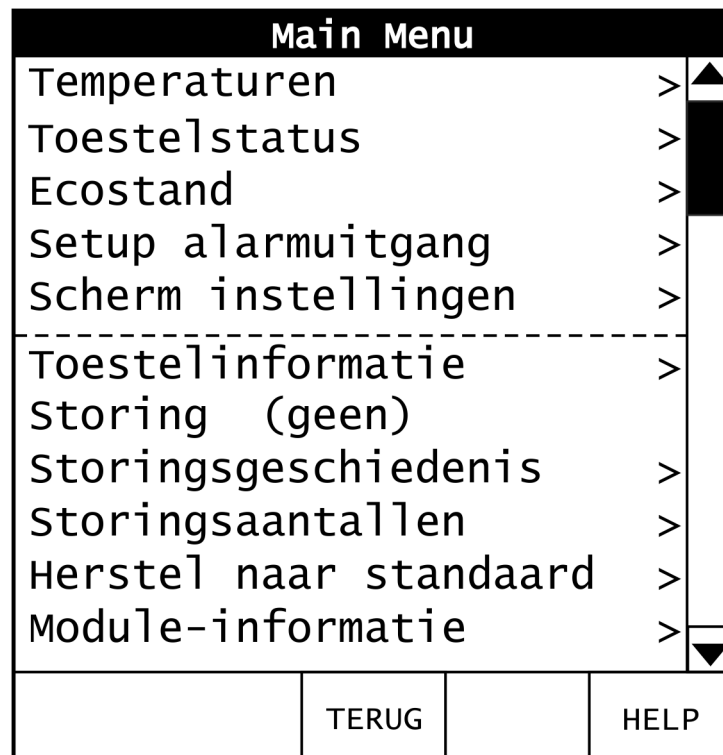 Main Menu
Temperaturen >
Toestelstatus >
Ecostand >
Setup alarmuitgang >
Scherm instellingen >
Toestelinformatie >
Storing (geen)
Storingsgeschiedenis >
Storingsaantallen >
Herstel naar standaard >
Module-informatie >
TERUG HELP